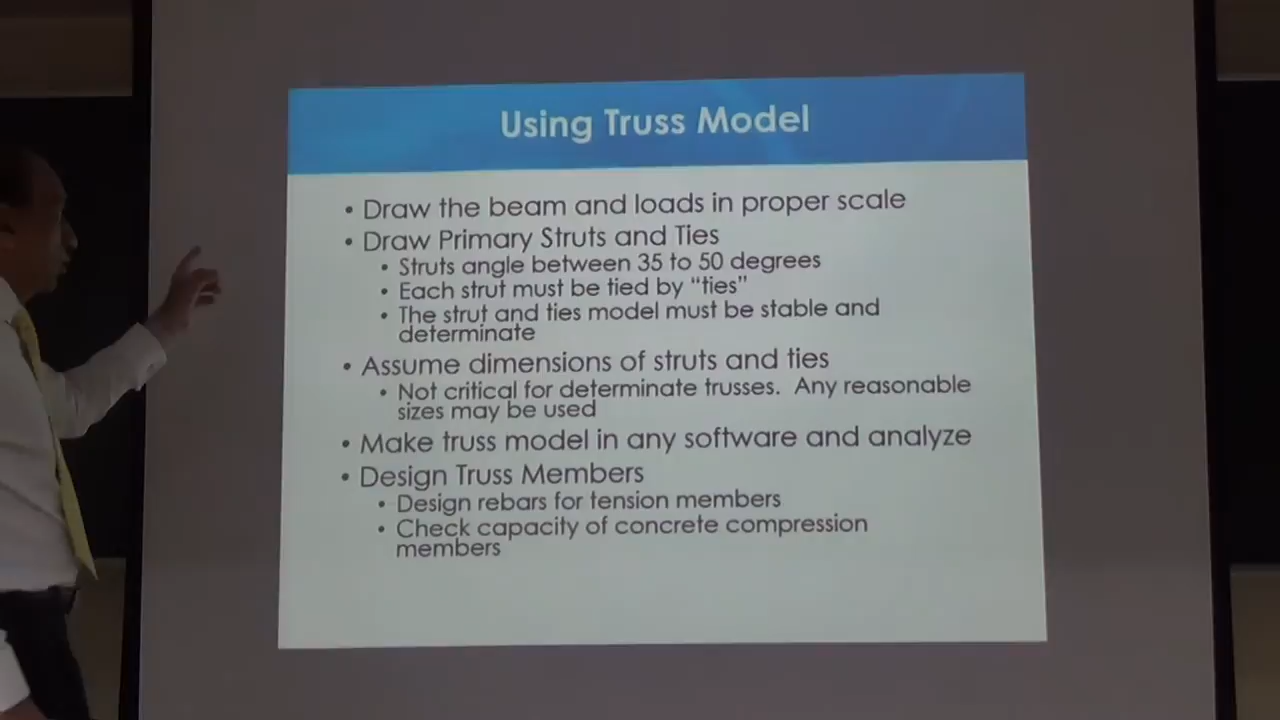 Using Truss Model
• Draw the beam and loads in proper scale
• Draw Primary Struts and Ties
• Struts angle between 35 to 50 degrees
• Each strut must be tied by “ties”
• The strut and ties model must be stable and
determinate
• Assume dimensions of struts and ties
• Not critical for determinate trusses. Any reasonable
sizes may be used
• Make truss model in any software and analyze
• Design Truss Members
• Design rebars for tension members
• Check capacity of concrete compression
members